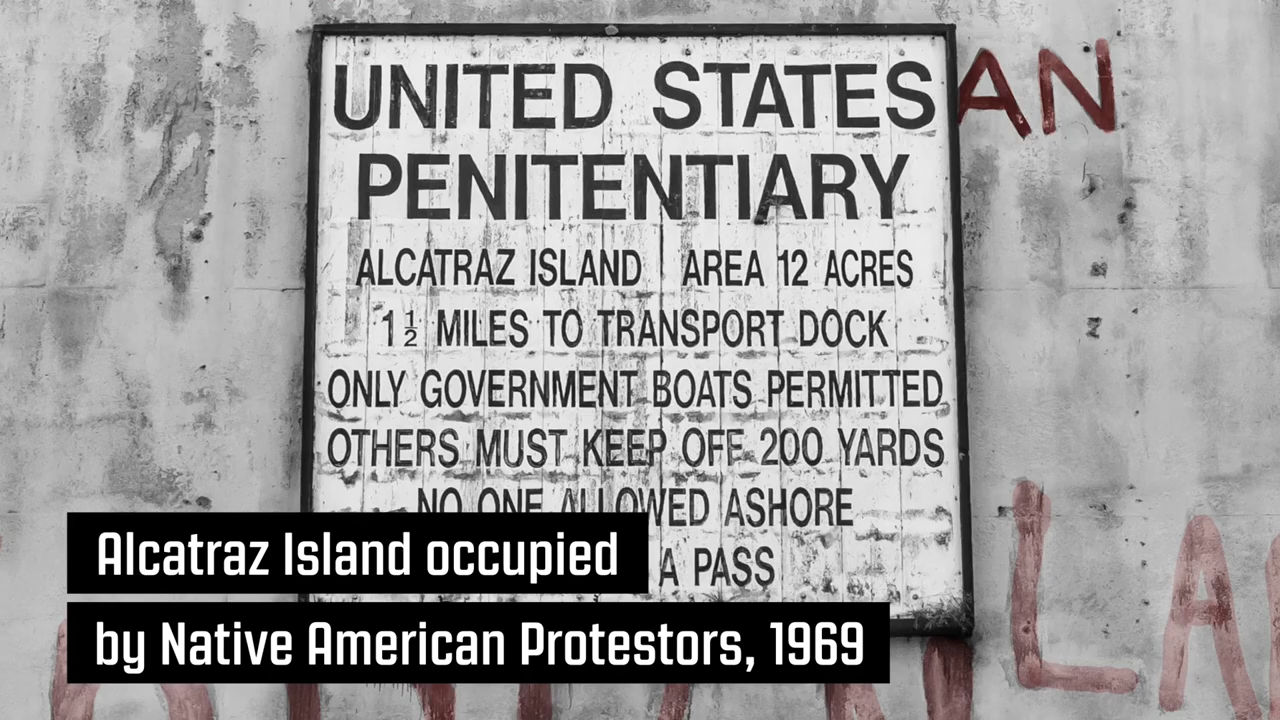 UNITED STATES
AN
PENITENTIARY
ALCATRAZ ISLAND AREA 12 ACRES
1½ MILES TO TRANSPORT DOCK
ONLY GOVERNMENT BOATS PERMITTED
OTHERS MUST KEEP OFF 200 YARDS
NO ONE ALLOWED ASHORE
A PASS
LA
Alcatraz Island occupied
by Native American Protestors, 1969